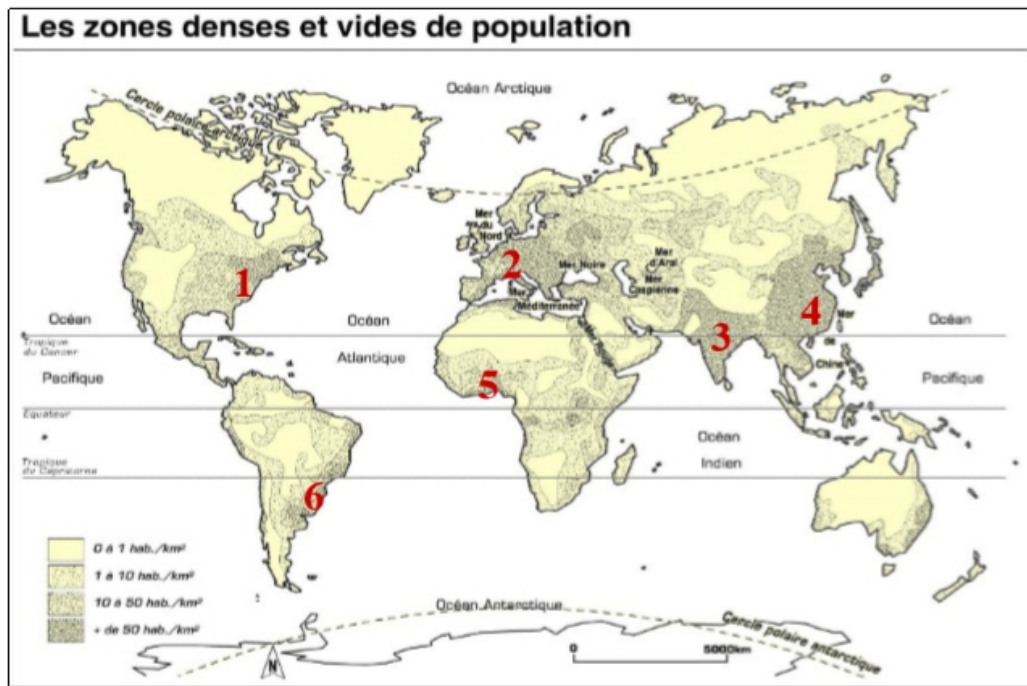 Les zones denses et vides de population
Océan Arctique
Cercle polaire arctique
Mer
du
Nord
Mer Noire
Mer
d'Aral
Mer
Caspienne
Mer
Méditerranée
Mer Rouge
1
2
3
4
5
6
Océan
Océan
Océan
Tropique
du Cancer
Atlantique
Mer
de
Chine
Pacifique
Pacifique
Equateur
Océan
Indien
Tropique
du Capricorne
0 à 1 hab./km²
1 à 10 hab./km²
10 à 50 hab./km²
+ de 50 hab./km²
Océan Antarctique
Cercle polaire antarctique
N
0
5000km